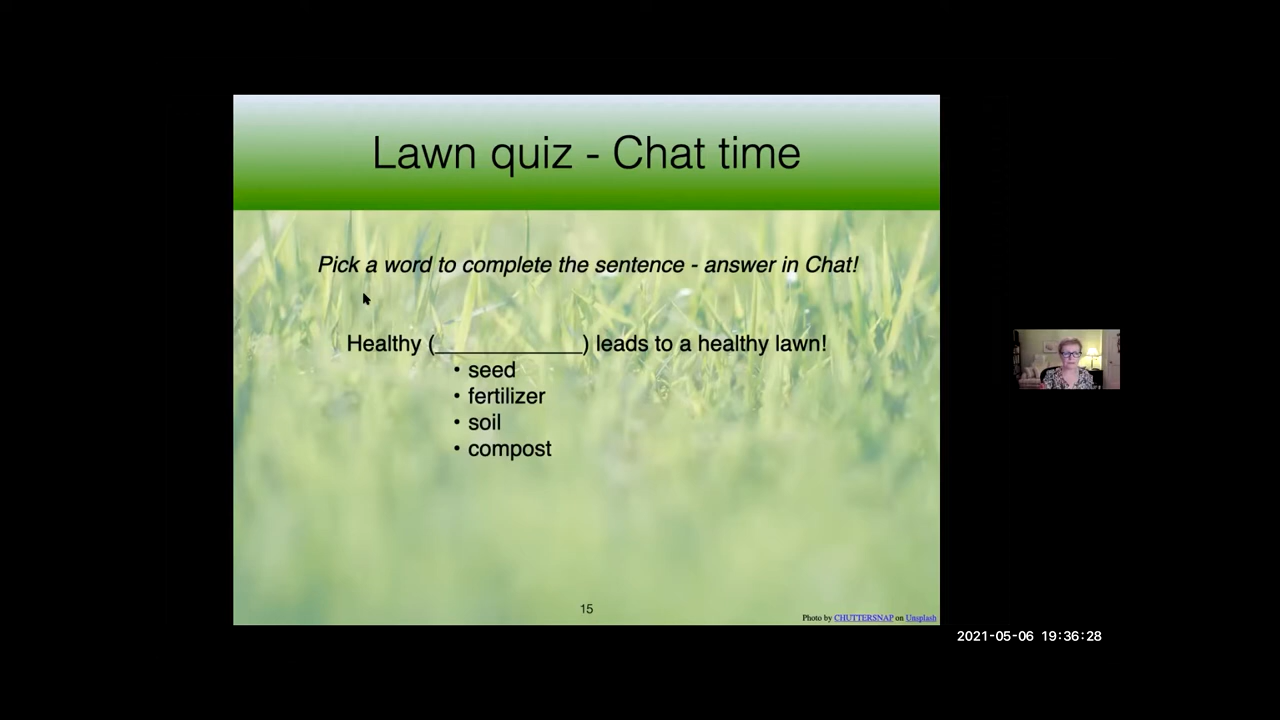 Lawn quiz - Chat time
Pick a word to complete the sentence - answer in Chat!
Healthy (____________) leads to a healthy lawn!
• seed
• fertilizer
• soil
• compost
15
Photo by CHUTTERSNAP on Unsplash
2021-05-06 19:36:28